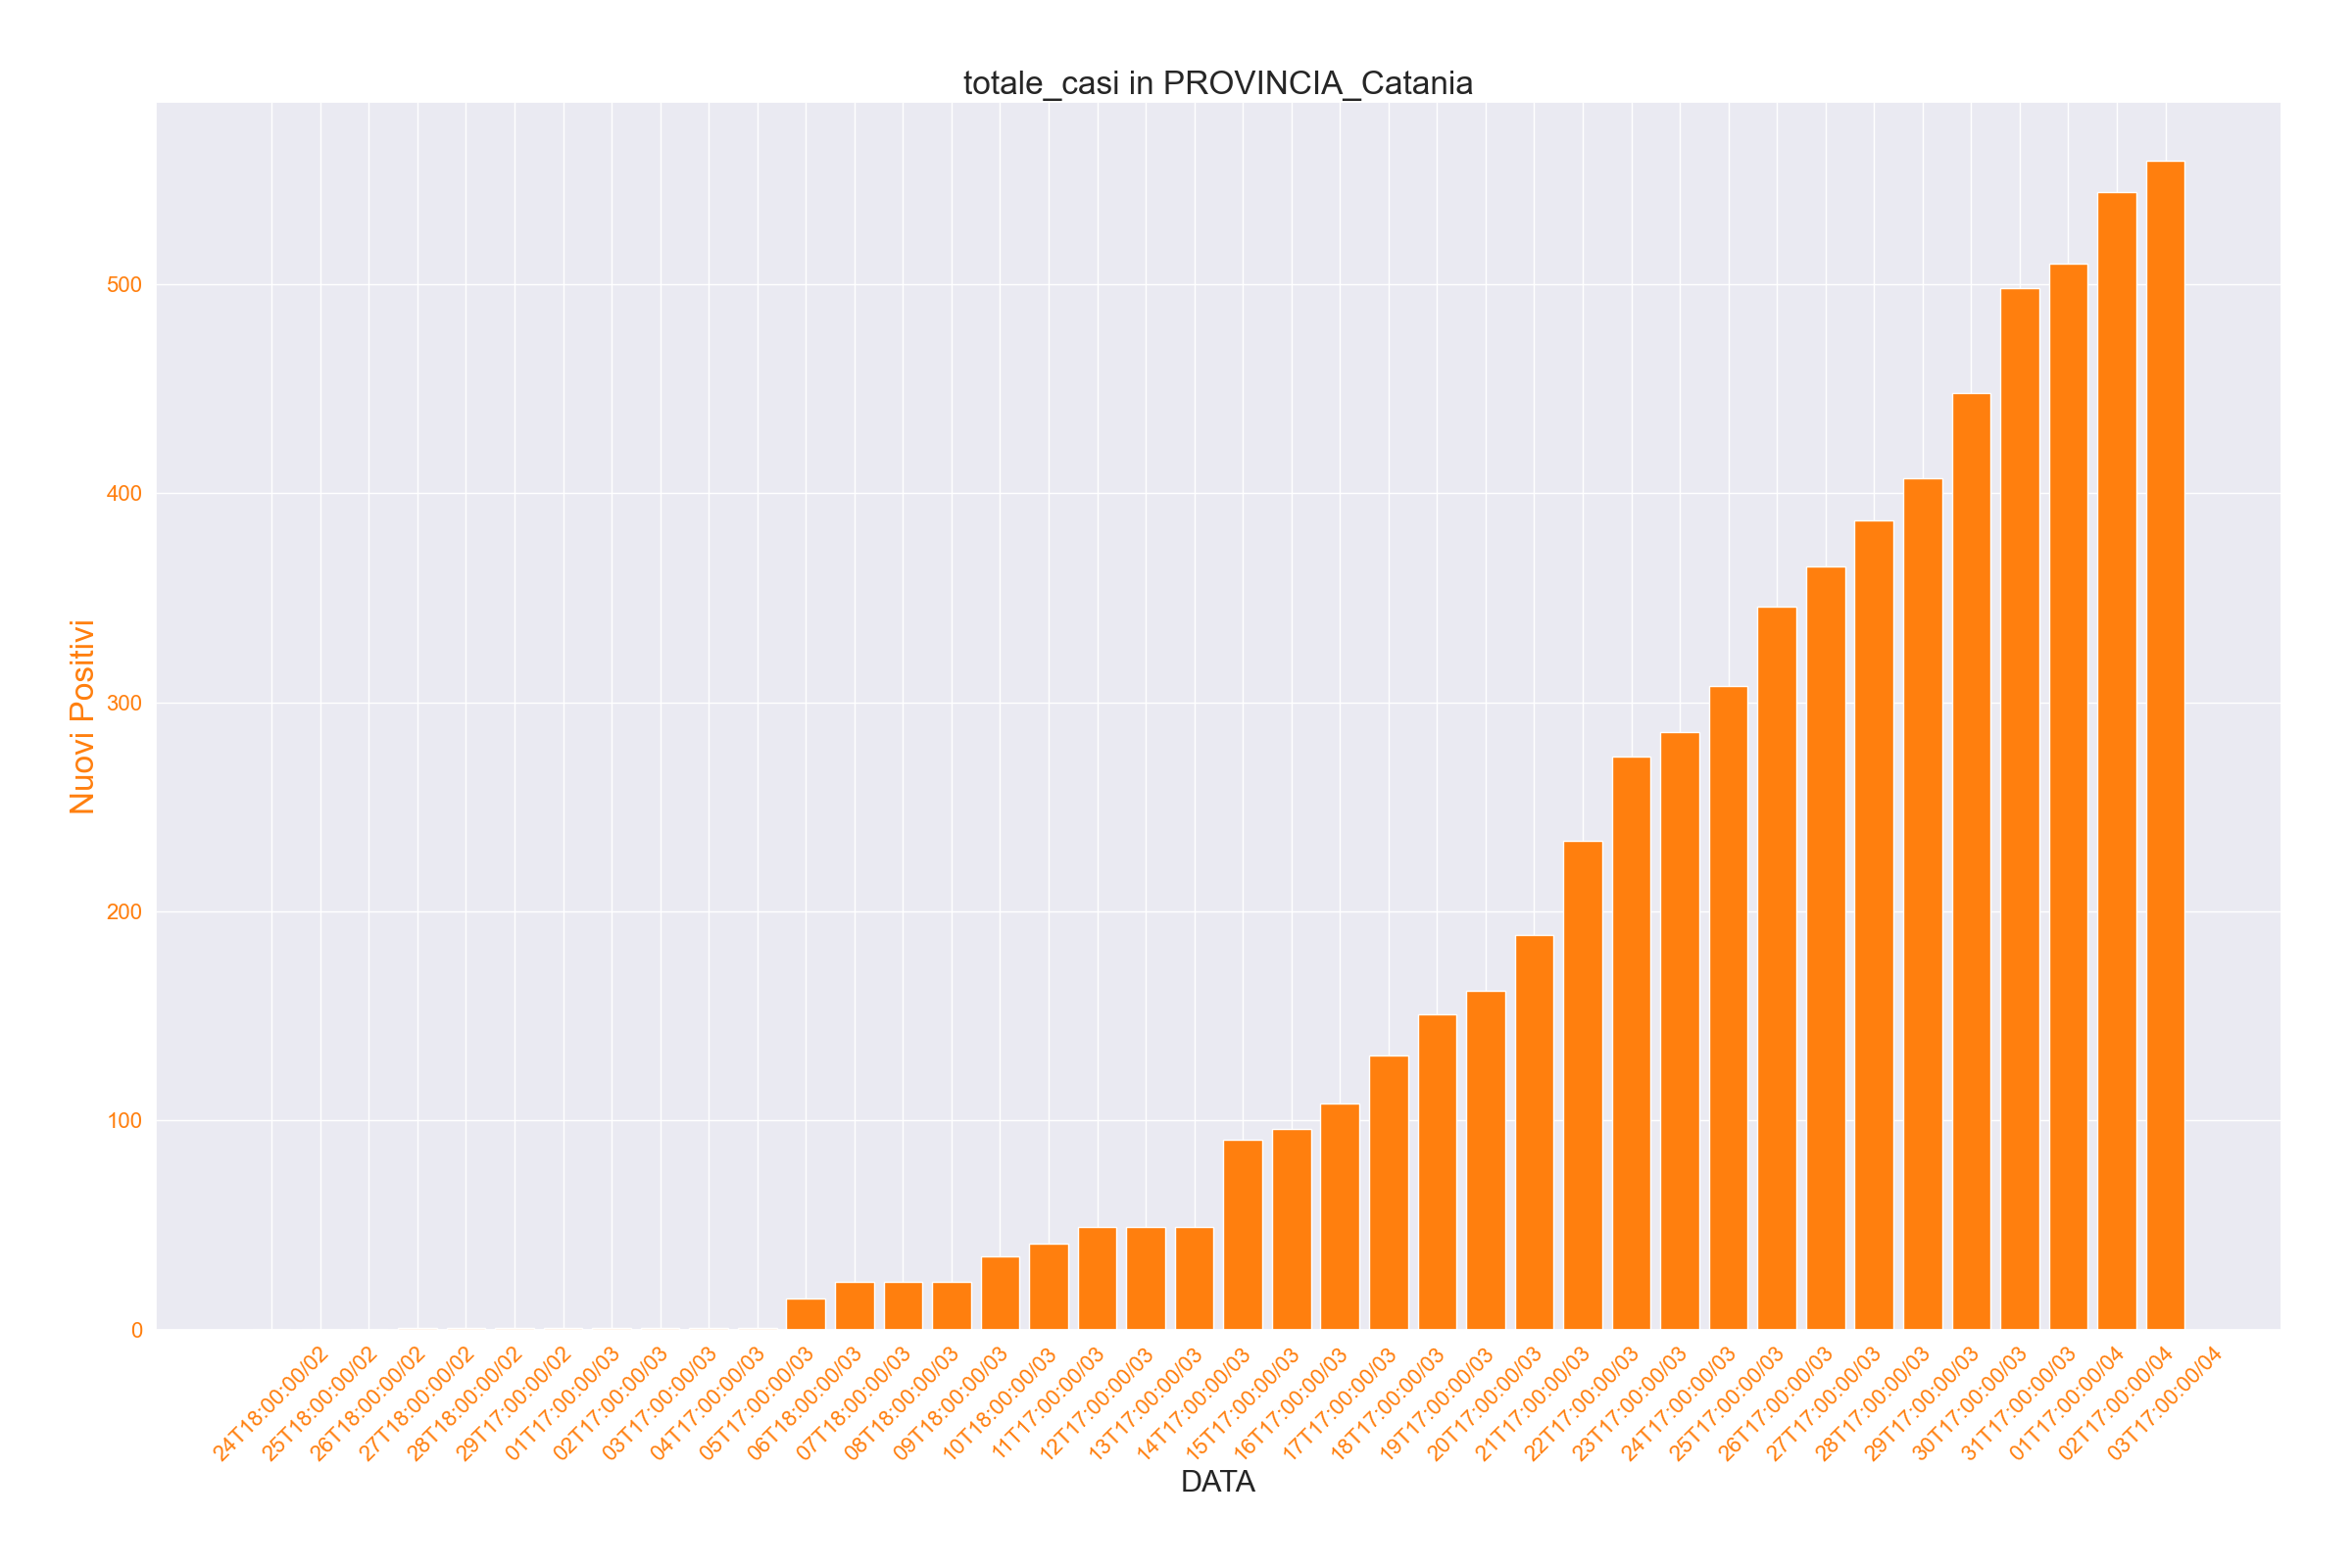 totale_casi in PROVINCIA_Catania
Nuovi Positivi
500
400
300
200
100
0
24T18:00:00/02
25T18:00:00/02
26T18:00:00/02
27T18:00:00/02
28T18:00:00/02
29T17:00:00/02
01T17:00:00/03
02T17:00:00/03
03T17:00:00/03
04T17:00:00/03
05T17:00:00/03
06T18:00:00/03
07T18:00:00/03
08T18:00:00/03
09T18:00:00/03
10T18:00:00/03
11T17:00:00/03
12T17:00:00/03
13T17:00:00/03
14T17:00:00/03
15T17:00:00/03
16T17:00:00/03
17T17:00:00/03
18T17:00:00/03
19T17:00:00/03
20T17:00:00/03
21T17:00:00/03
22T17:00:00/03
23T17:00:00/03
24T17:00:00/03
25T17:00:00/03
26T17:00:00/03
27T17:00:00/03
28T17:00:00/03
29T17:00:00/03
30T17:00:00/03
31T17:00:00/03
01T17:00:00/04
02T17:00:00/04
03T17:00:00/04
DATA